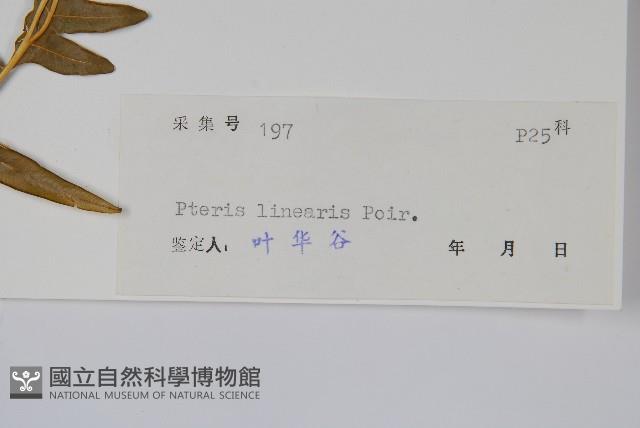 采集号 197 P25科
Pteris linearis Poir.
鉴定人: 叶华谷 年 月 日
國立自然科學博物館
NATIONAL MUSEUM OF NATURAL SCIENCE